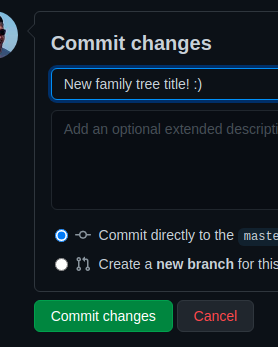 Commit changes
New family tree title! :)
Add an optional extended descripti
Commit directly to the maste
Create a new branch for this
Commit changes
Cancel